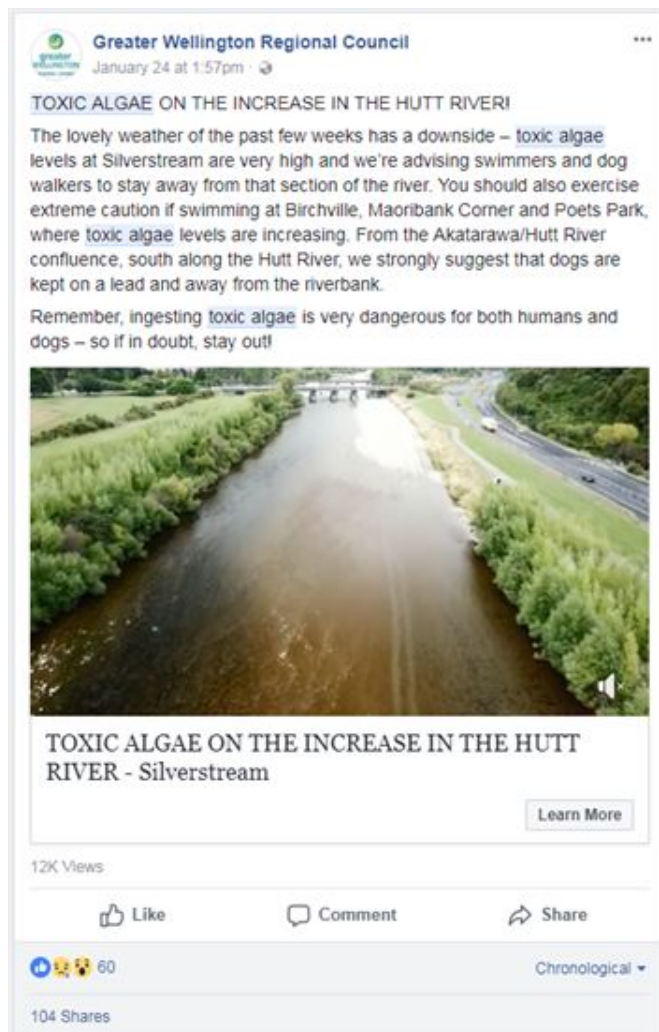 Greater Wellington Regional Council
greater
WELLINGTON
January 24 at 1:57pm ·
TOXIC ALGAE ON THE INCREASE IN THE HUTT RIVER!
The lovely weather of the past few weeks has a downside – toxic algae
levels at Silverstream are very high and we're advising swimmers and dog
walkers to stay away from that section of the river. You should also exercise
extreme caution if swimming at Birchville, Maoribank Corner and Poets Park,
where toxic algae levels are increasing. From the Akatarawa/Hutt River
confluence, south along the Hutt River, we strongly suggest that dogs are
kept on a lead and away from the riverbank.
Remember, ingesting toxic algae is very dangerous for both humans and
dogs – so if in doubt, stay out!
TOXIC ALGAE ON THE INCREASE IN THE HUTT
RIVER - Silverstream
Learn More
12K Views
Like Comment Share
60 Chronological
104 Shares